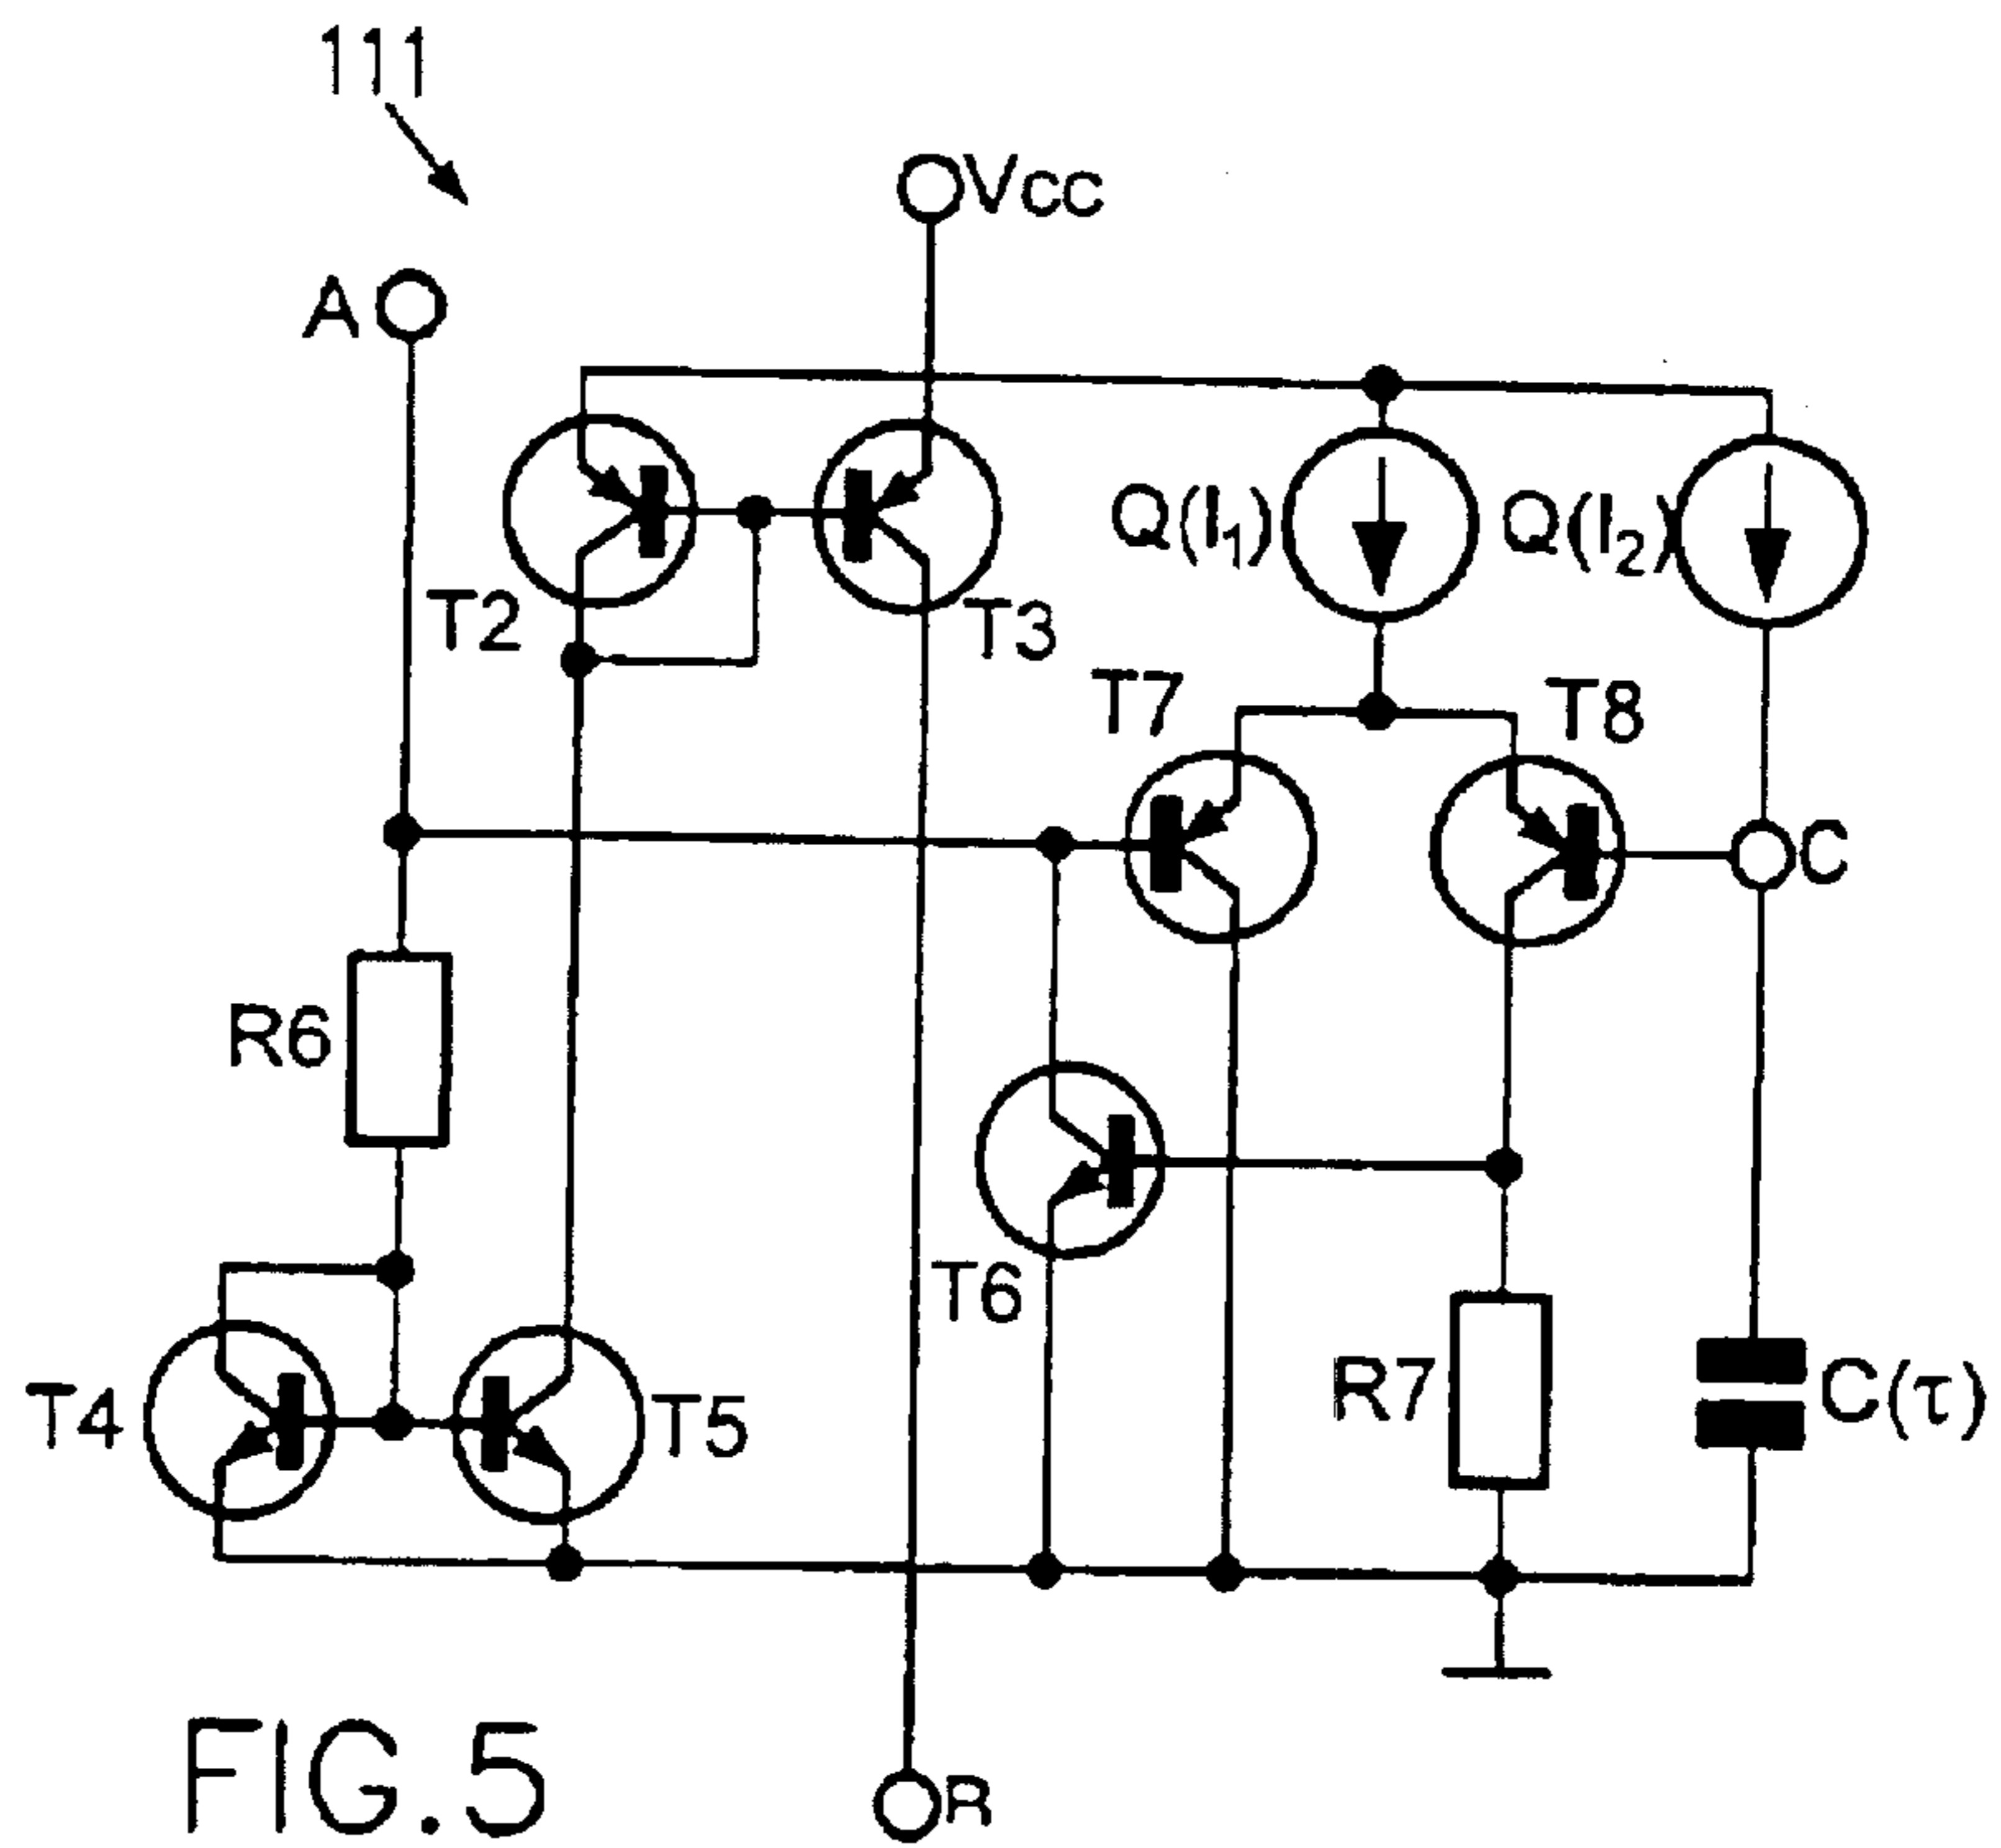 111
Vcc
A
Q(I1)
Q(I2)
T2
T3
T7
T8
C
R6
T6
R7
C(τ)
T4
T5
FIG.5